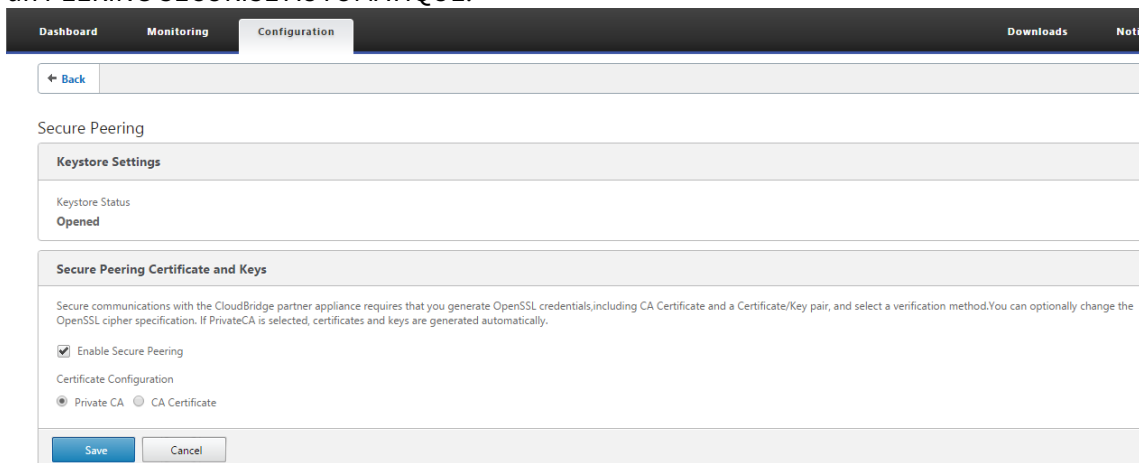 Dashboard Monitoring Configuration Downloads
Back
Secure Peering
Keystore Settings
Keystore Status
Opened
Secure Peering Certificate and Keys
Secure communications with the CloudBridge partner appliance requires that you generate OpenSSL credentials,including CA Certificate and a Certificate/Key pair, and select a verification method.You can optionally change the
OpenSSL cipher specification. If PrivateCA is selected, certificates and keys are generated automatically.
Enable Secure Peering
Certificate Configuration
Private CA CA Certificate
Save Cancel